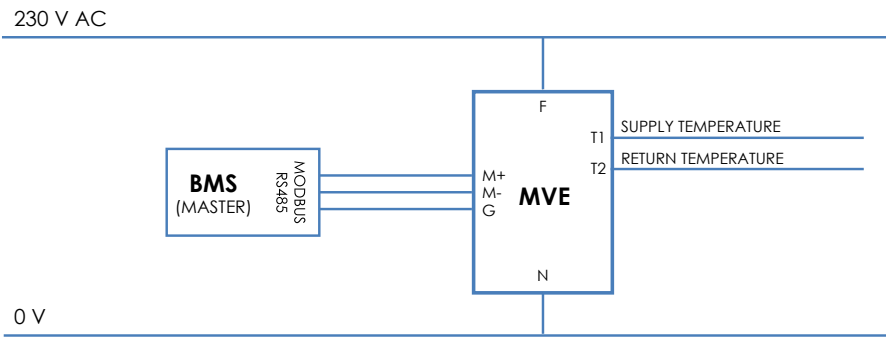 230 V AC
F
T1
SUPPLY TEMPERATURE
T2
RETURN TEMPERATURE
BMS
(MASTER)
MODBUS
RS485
M+
M-
G
MVE
N
0 V